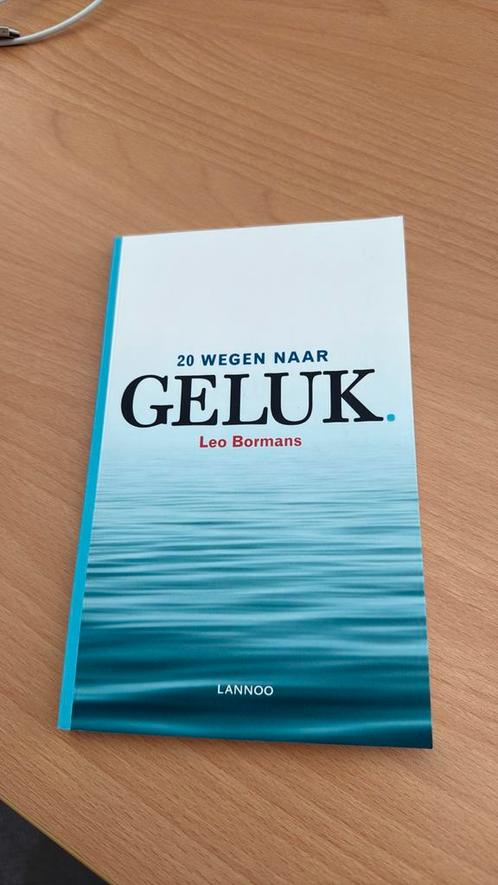 20 WEGEN NAAR
GELUK.
Leo Bormans
LANNOO